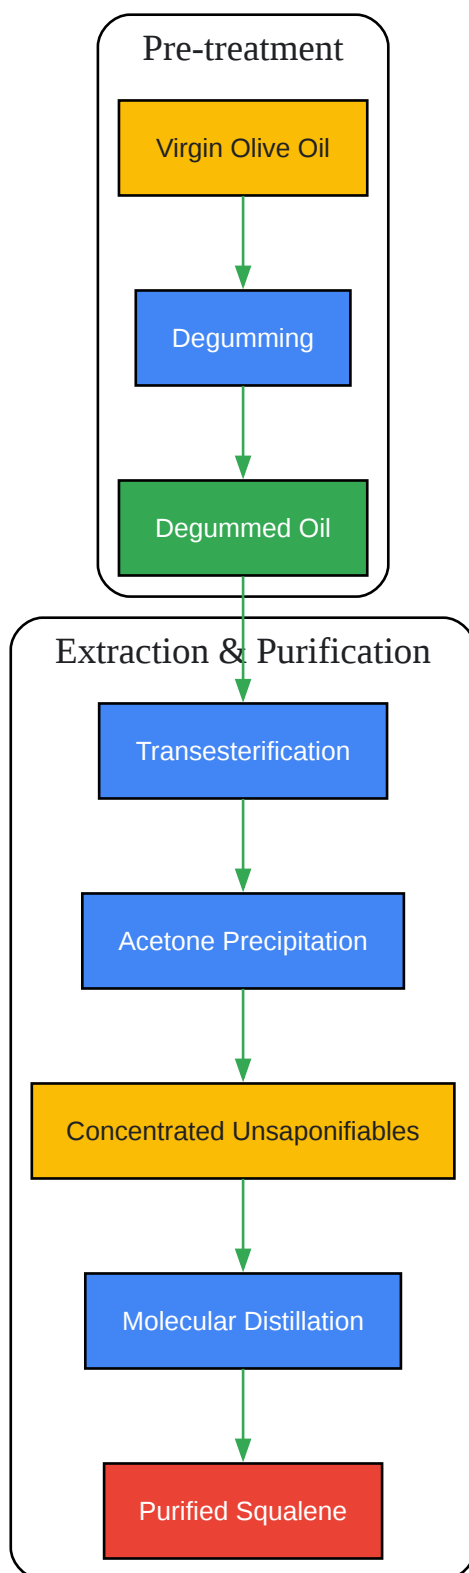 Pre-treatment
Virgin Olive Oil
Degumming
Degummed Oil
Extraction & Purification
Transesterification
Acetone Precipitation
Concentrated Unsaponifiables
Molecular Distillation
Purified Squalene